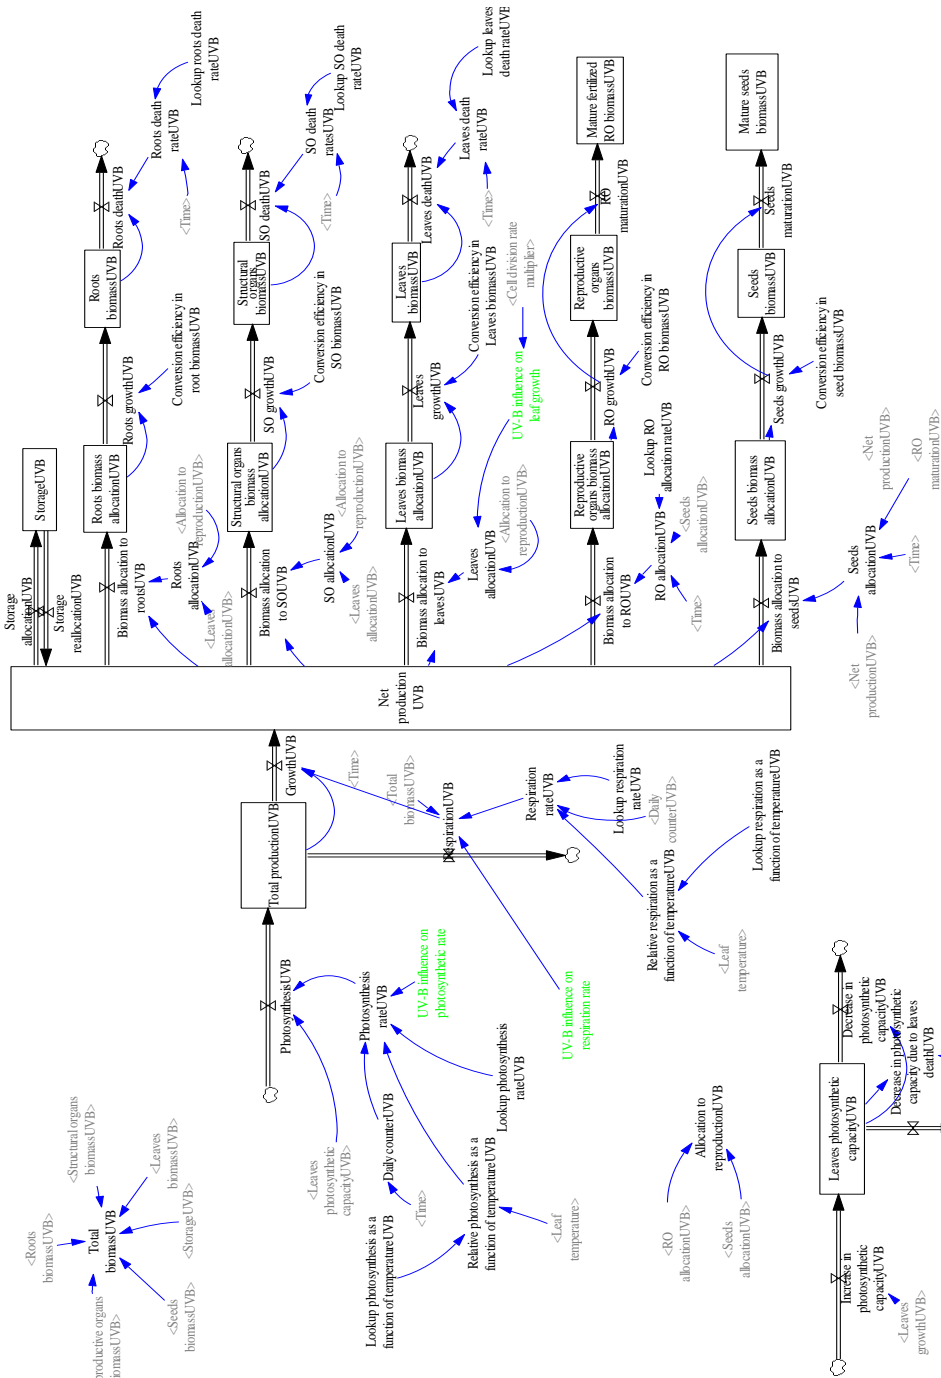 Lookup roots death
rateUVB
Roots death
rateUVB
<Time>
Roots deathUVB
Roots
biomassUVB
Roots growthUVB
Conversion efficiency in
root biomassUVB
Roots biomass
allocationUVB
Biomass allocation to
rootsUVB
Roots
allocationUVB
<Allocation to
reproductionUVB>
<Leaves
allocationUVB>
StorageUVB
Storage
allocationUVB
Storage
reallocationUVB
Lookup SO death
rateUVB
SO death
ratesUVB
<Time>
SO deathUVB
Structural
organs
biomassUVB
SO growthUVB
Conversion efficiency in
SO biomassUVB
Structural organs
biomass
allocationUVB
Biomass allocation
to SOUVB
SO allocationUVB
<Allocation to
reproductionUVB>
<Leaves
allocationUVB>
Lookup leaves
death rateUVB
Leaves death
rateUVB
<Time>
Leaves deathUVB
Leaves
biomassUVB
Leaves
growthUVB
Conversion efficiency in
Leaves biomassUVB
<Cell division rate
multiplier>
UV-B influence on
leaf growth
Leaves biomass
allocationUVB
Biomass allocation to
leavesUVB
Leaves
allocationUVB
<Allocation to
reproductionUVB>
Mature fertilized
RO biomassUVB
RO
maturationUVB
Reproductive
organs
biomassUVB
RO growthUVB
Conversion efficiency in
RO biomassUVB
Reproductive
organs biomass
allocationUVB
Lookup RO
allocation rateUVB
Biomass allocation
to ROUVB
RO allocationUVB
<Seeds
allocationUVB>
<Time>
Mature seeds
biomassUVB
Seeds
maturationUVB
Seeds
biomassUVB
Seeds growthUVB
Conversion efficiency in
seed biomassUVB
Seeds biomass
allocationUVB
Biomass allocation to
seedsUVB
Seeds
allocationUVB
<Net
productionUVB>
<RO
maturationUVB>
<Time>
<Net
productionUVB>
Net
production
UVB
GrowthUVB
<Time>
Total productionUVB
<Total
biomassUVB>
RespirationUVB
Respiration
rateUVB
Lookup respiration
rateUVB
<Daily
counterUVB>
Relative respiration as a
function of temperatureUVB
Lookup respiration as a
function of temperatureUVB
<Leaf
temperature>
UV-B influence on
respiration rate
PhotosynthesisUVB
Photosynthesis
rateUVB
UV-B influence on
photosynthetic rate
Lookup photosynthesis
rateUVB
<Leaves
photosynthetic
capacityUVB>
Daily counterUVB
<Time>
Relative photosynthesis as a
function of temperatureUVB
Lookup photosynthesis as a
function of temperatureUVB
<Leaf
temperature>
<Structural organs
biomassUVB>
<Leaves
biomassUVB>
<Roots
biomassUVB>
Total
biomassUVB
<StorageUVB>
<Seeds
biomassUVB>
productive organs
biomassUVB>
Allocation to
reproductionUVB
<RO
allocationUVB>
<Seeds
allocationUVB>
Decrease in
photosynthetic
capacityUVB
Decrease in photosynthetic
capacity due to leaves
deathUVB
Leaves photosynthetic
capacityUVB
Increase in
photosynthetic
capacityUVB
<Leaves
growthUVB>